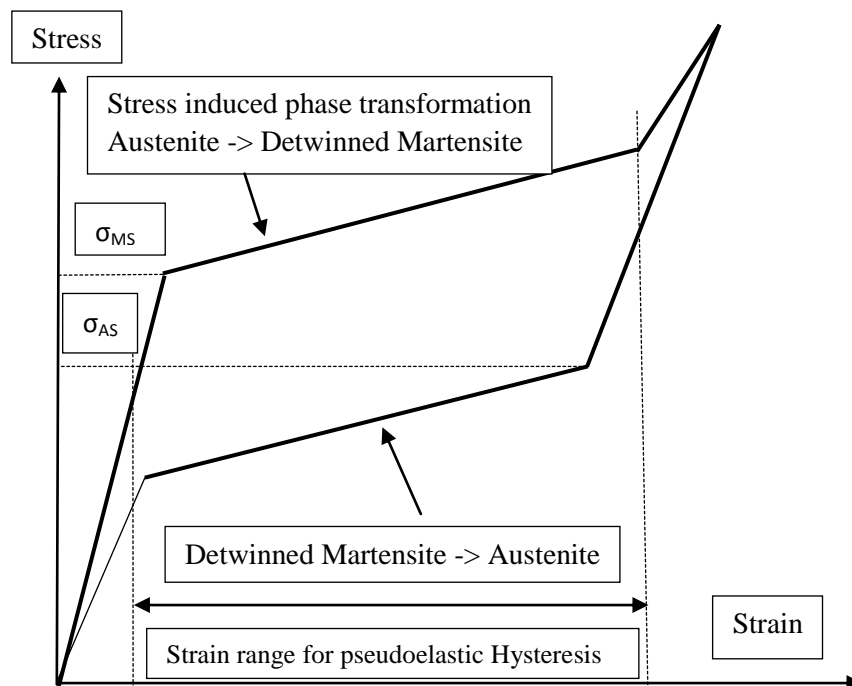 Stress
Stress induced phase transformation
Austenite -> Detwinned Martensite
σMS
σAS
Detwinned Martensite -> Austenite
Strain
Strain range for pseudoelastic Hysteresis